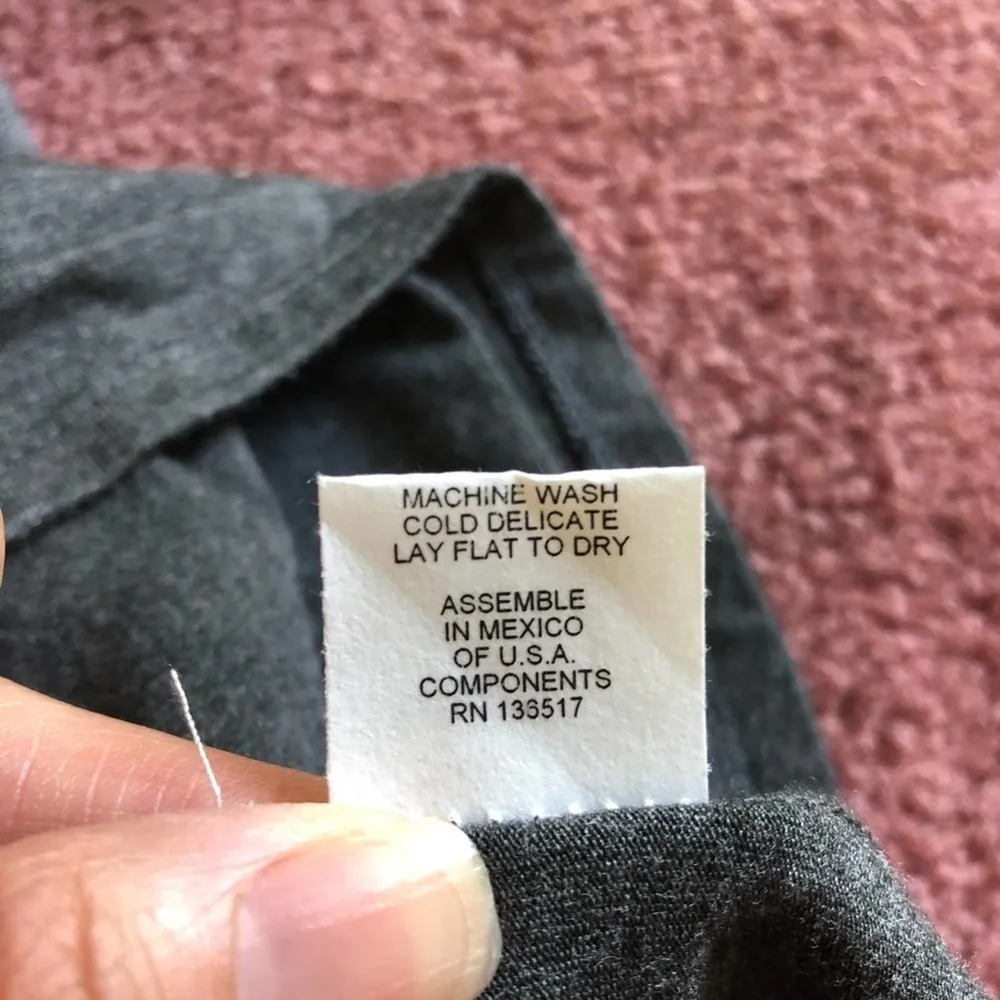 MACHINE WASH
COLD DELICATE
LAY FLAT TO DRY
ASSEMBLE
IN MEXICO
OF U.S.A.
COMPONENTS
RN 136517